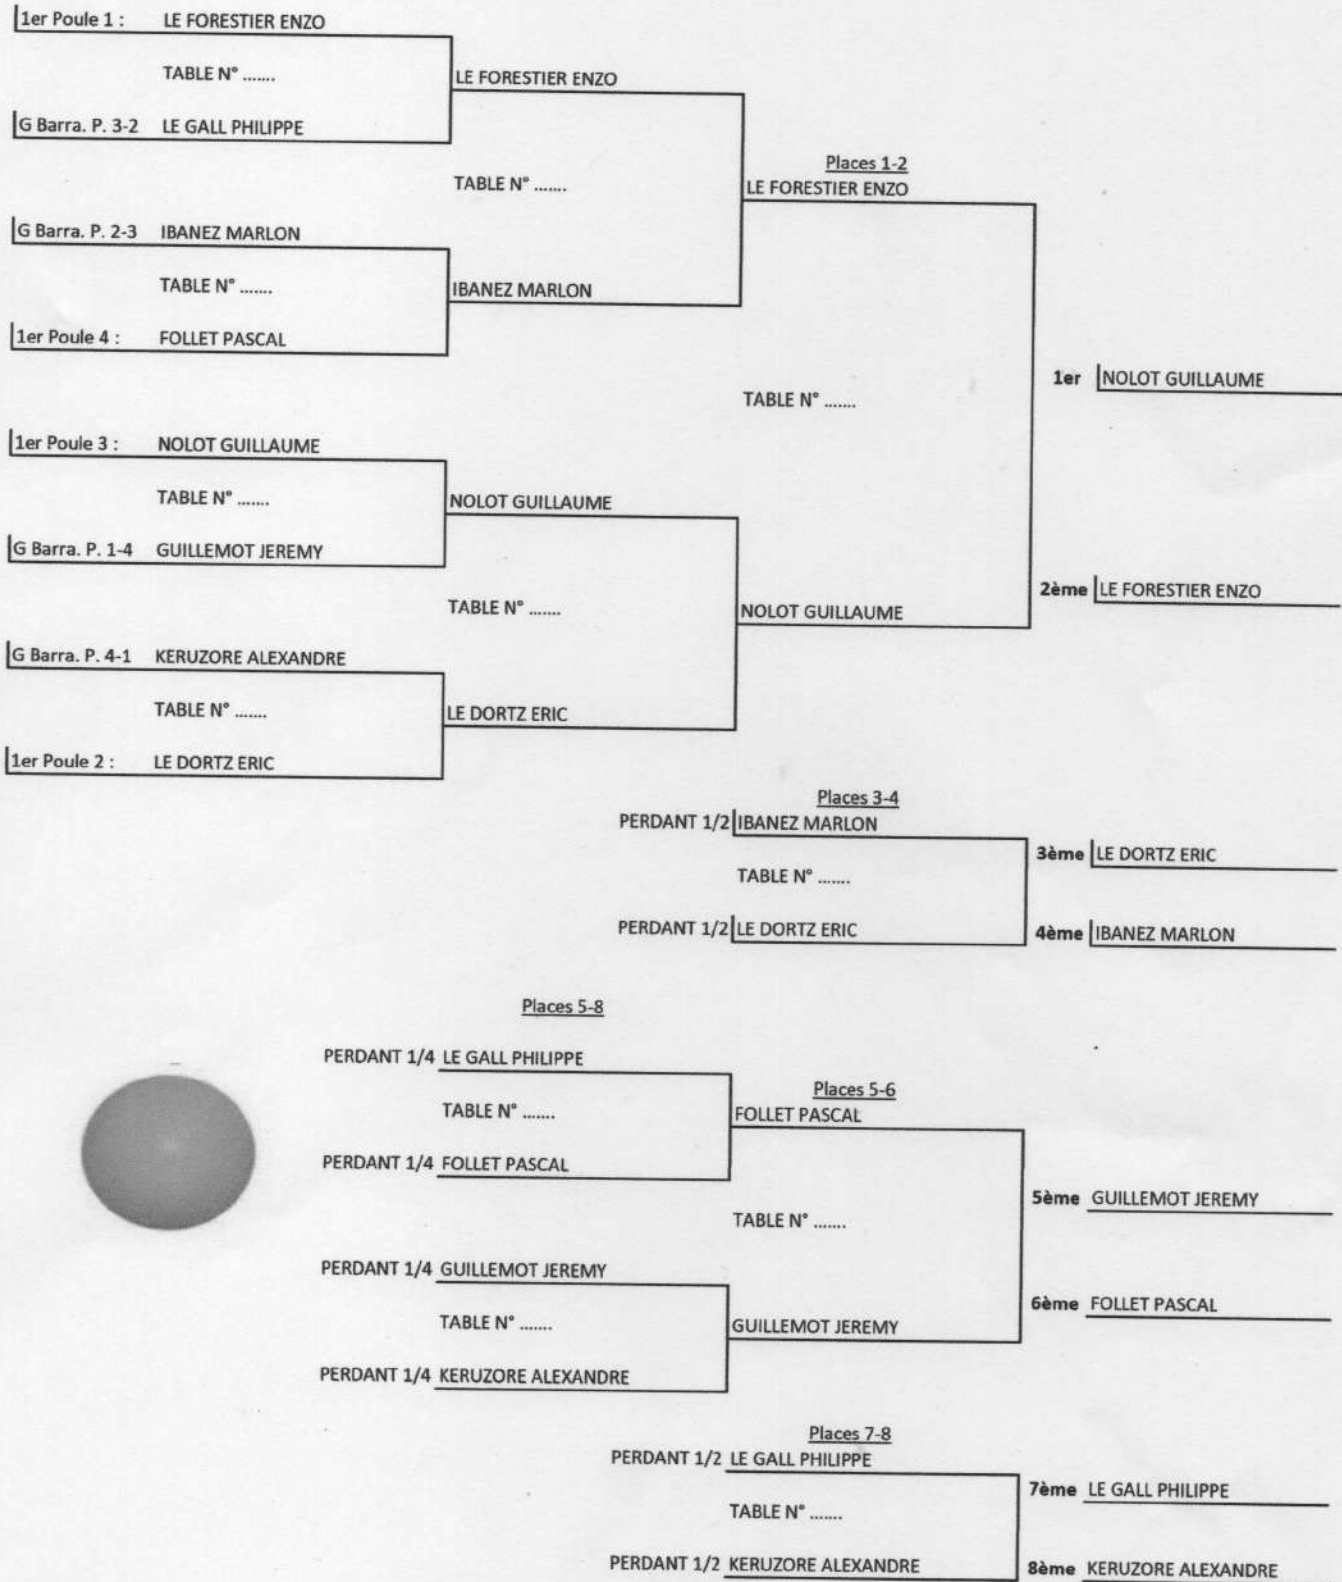 1er Poule 1 : LE FORESTIER ENZO
TABLE N° .......
LE FORESTIER ENZO
G Barra. P. 3-2 LE GALL PHILIPPE
Places 1-2
TABLE N° .......
LE FORESTIER ENZO
G Barra. P. 2-3 IBANEZ MARLON
TABLE N° .......
IBANEZ MARLON
1er Poule 4 : FOLLET PASCAL
1er NOLOT GUILLAUME
TABLE N° .......
1er Poule 3 : NOLOT GUILLAUME
TABLE N° .......
NOLOT GUILLAUME
G Barra. P. 1-4 GUILLEMOT JEREMY
2ème LE FORESTIER ENZO
TABLE N° .......
NOLOT GUILLAUME
G Barra. P. 4-1 KERUZORE ALEXANDRE
TABLE N° .......
LE DORTZ ERIC
1er Poule 2 : LE DORTZ ERIC
Places 3-4
PERDANT 1/2 IBANEZ MARLON
3ème LE DORTZ ERIC
TABLE N° .......
PERDANT 1/2 LE DORTZ ERIC
4ème IBANEZ MARLON
Places 5-8
PERDANT 1/4 LE GALL PHILIPPE
Places 5-6
TABLE N° .......
FOLLET PASCAL
PERDANT 1/4 FOLLET PASCAL
5ème GUILLEMOT JEREMY
TABLE N° .......
PERDANT 1/4 GUILLEMOT JEREMY
6ème FOLLET PASCAL
TABLE N° .......
GUILLEMOT JEREMY
PERDANT 1/4 KERUZORE ALEXANDRE
Places 7-8
PERDANT 1/2 LE GALL PHILIPPE
7ème LE GALL PHILIPPE
TABLE N° .......
PERDANT 1/2 KERUZORE ALEXANDRE
8ème KERUZORE ALEXANDRE